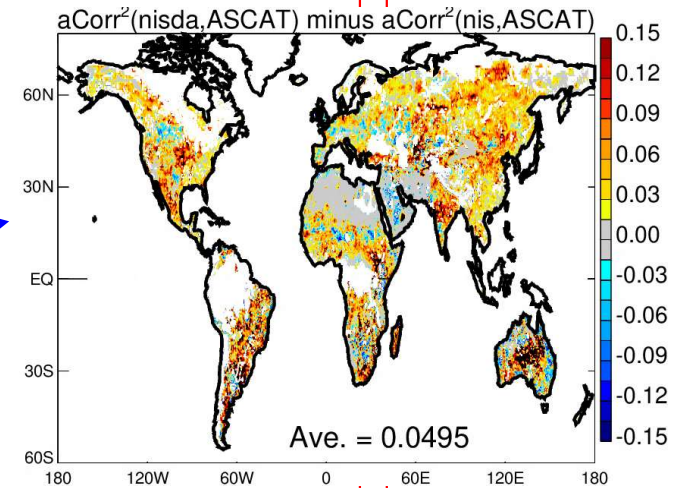 aCorr²(nisda,ASCAT) minus aCorr²(nis,ASCAT)
0.15
0.12
60N
0.09
0.06
30N
0.03
0.00
EQ
-0.03
-0.06
30S
-0.09
-0.12
Ave. = 0.0495
-0.15
60S
180 120W 60W 0 60E 120E 180